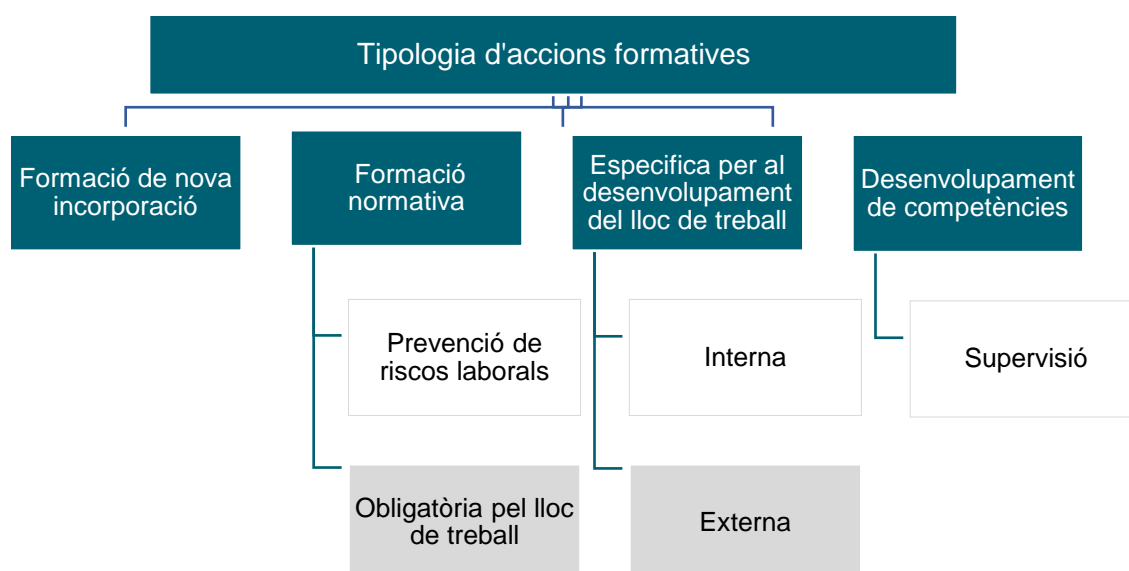 Tipologia d'accions formatives
Formació de nova
incorporació
Formació
normativa
Especifica per al
desenvolupament
del lloc de treball
Desenvolupament
de competències
Prevenció de
riscos laborals
Interna
Supervisió
Obligatòria pel lloc
de treball
Externa